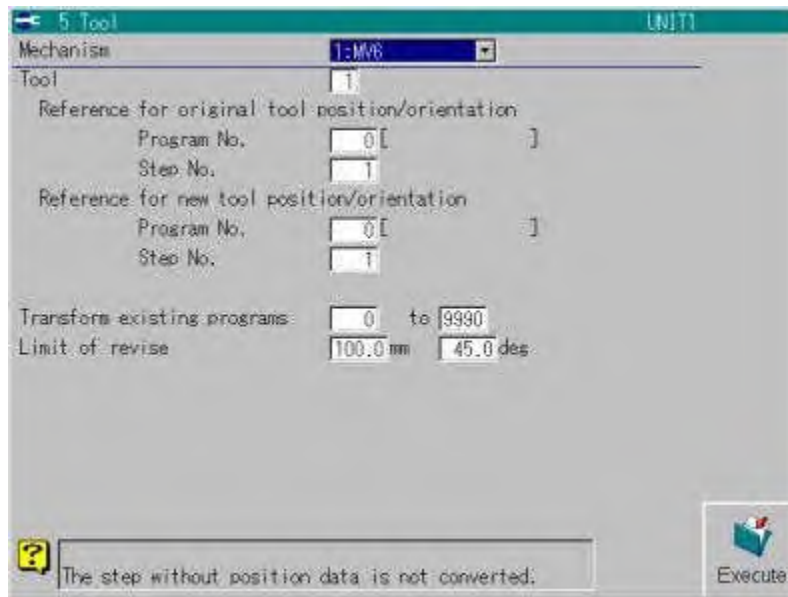 5 Tool UNIT1
Mechanism 1:MV6
Tool 1
Reference for original tool position/orientation
Program No. 0 [ ]
Step No. 1
Reference for new tool position/orientation
Program No. 0 [ ]
Step No. 1
Transform existing programs 0 to 9990
Limit of revise 100.0 mm 45.0 deg
The step without position data is not converted.
Execute